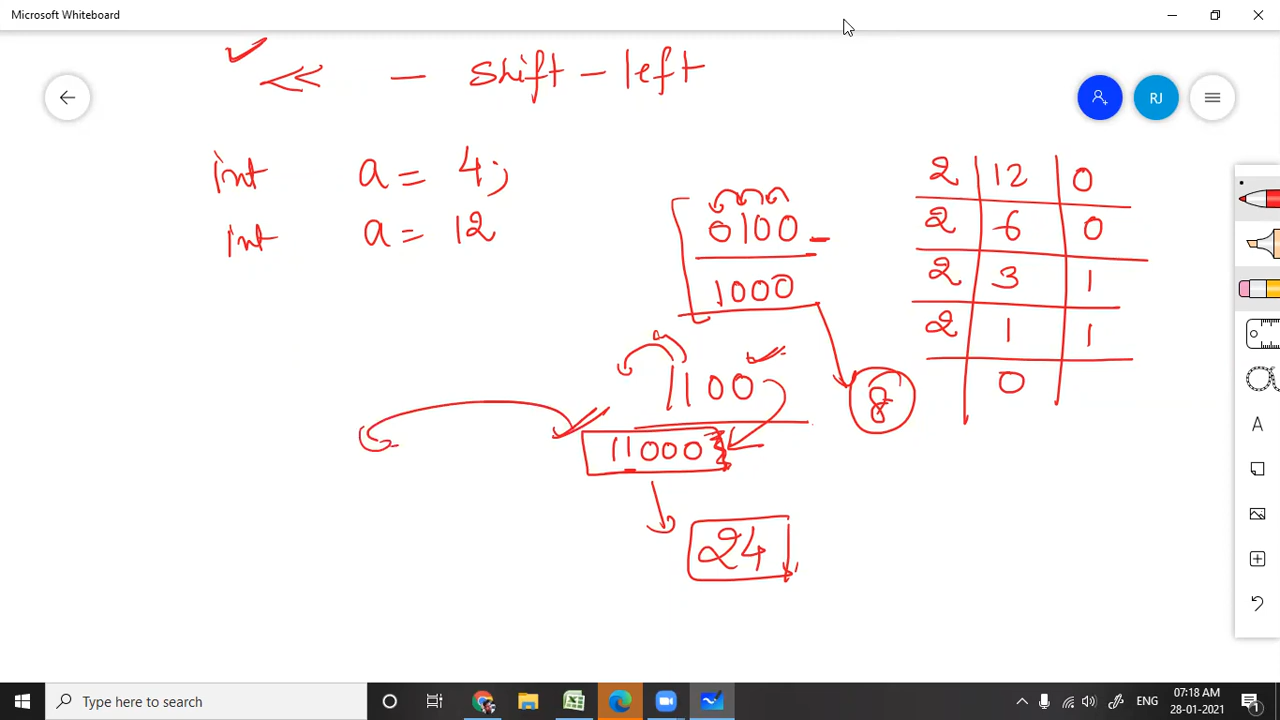 Microsoft Whiteboard
<< - shift - left
RJ
int a = 4;
int a = 12
0100
1000
8
1100
11000
24
2 12 0
2 6 0
2 3 1
2 1 1
0
A
Type here to search
ENG
07:18 AM
28-01-2021
1